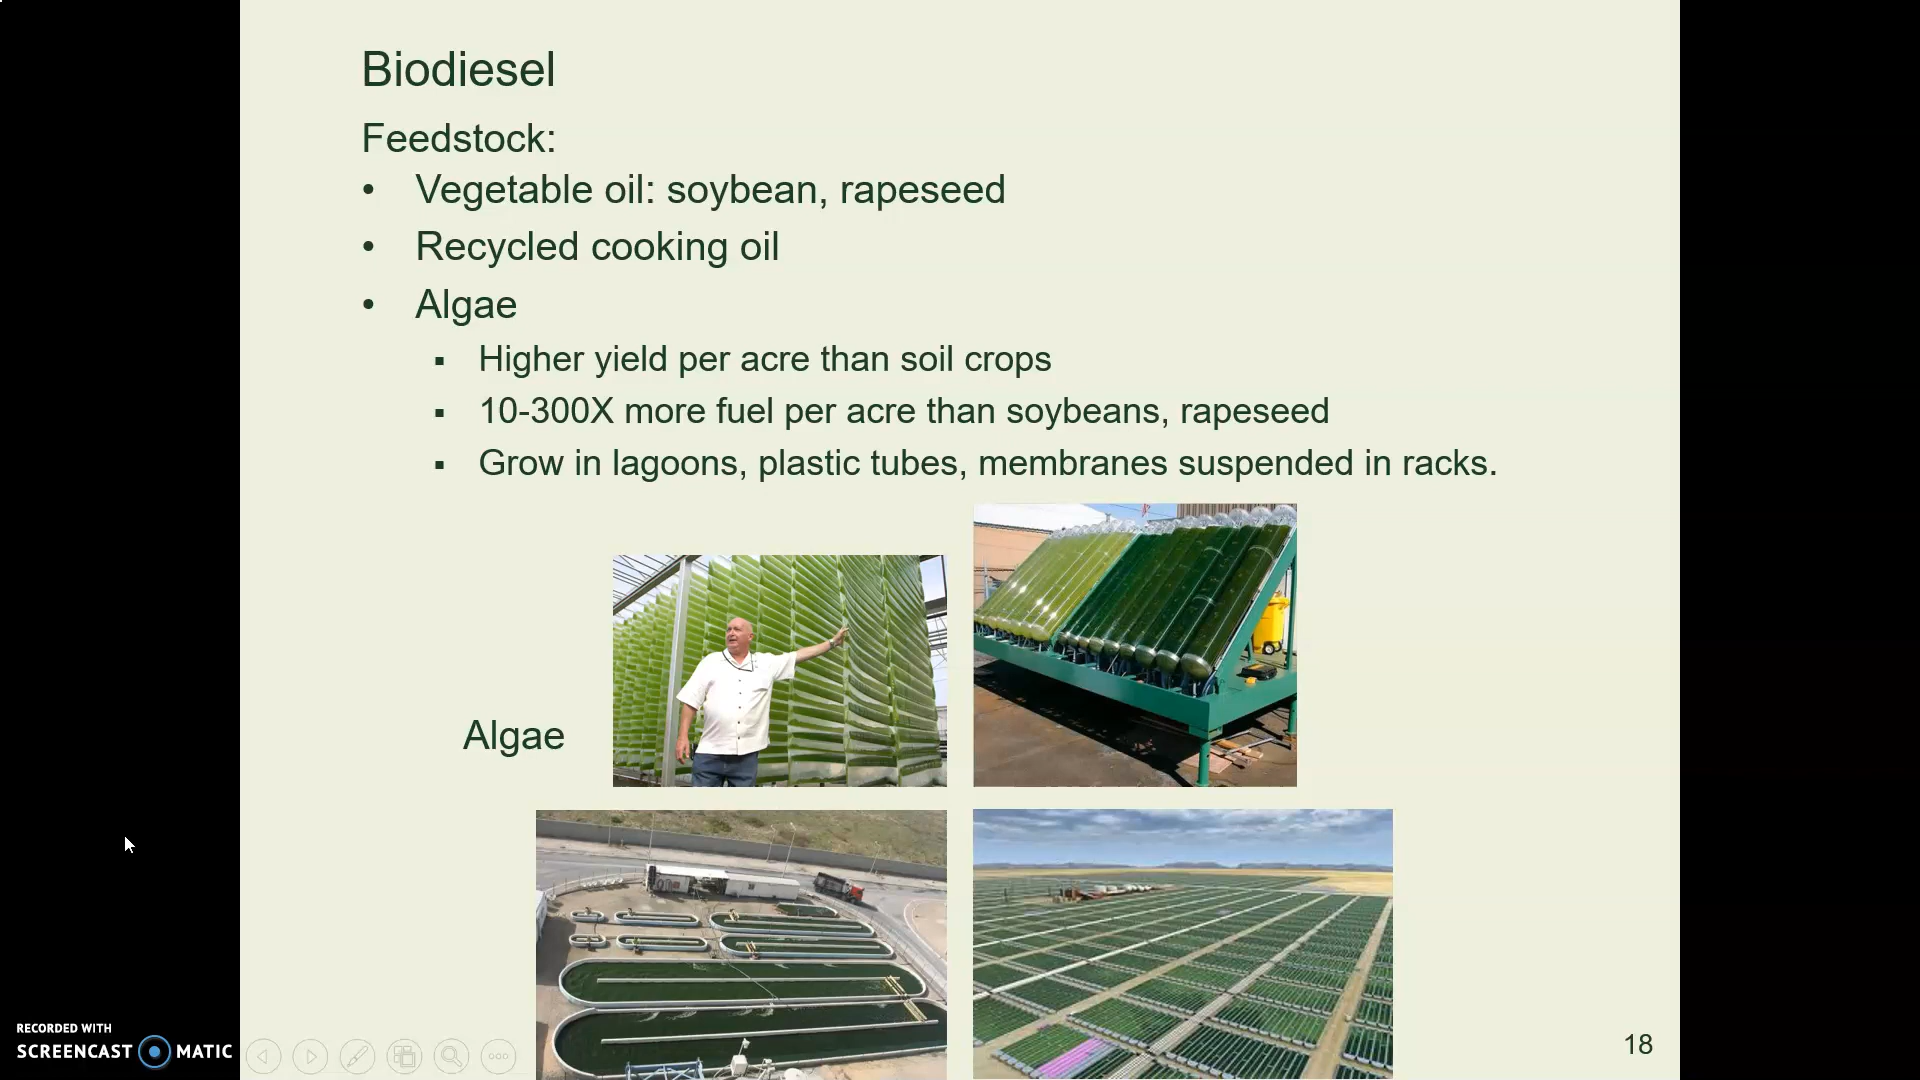 Biodiesel
Feedstock:
• Vegetable oil: soybean, rapeseed
• Recycled cooking oil
• Algae
▪ Higher yield per acre than soil crops
▪ 10-300X more fuel per acre than soybeans, rapeseed
▪ Grow in lagoons, plastic tubes, membranes suspended in racks.
Algae
RECORDED WITH
SCREENCAST MATIC
18